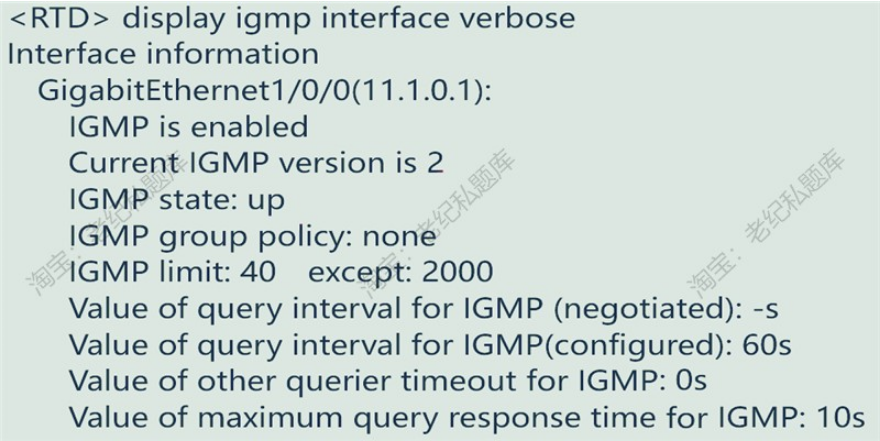 <RTD> display igmp interface verbose
Interface information
GigabitEthernet1/0/0(11.1.0.1):
IGMP is enabled
Current IGMP version is 2
IGMP state: up
IGMP group policy: none
IGMP limit: 40 except: 2000
Value of query interval for IGMP (negotiated): -s
Value of query interval for IGMP(configured): 60s
Value of other querier timeout for IGMP: 0s
Value of maximum query response time for IGMP: 10s
淘宝：老纪私题库
淘宝：老纪私题库
淘宝：老纪私题库